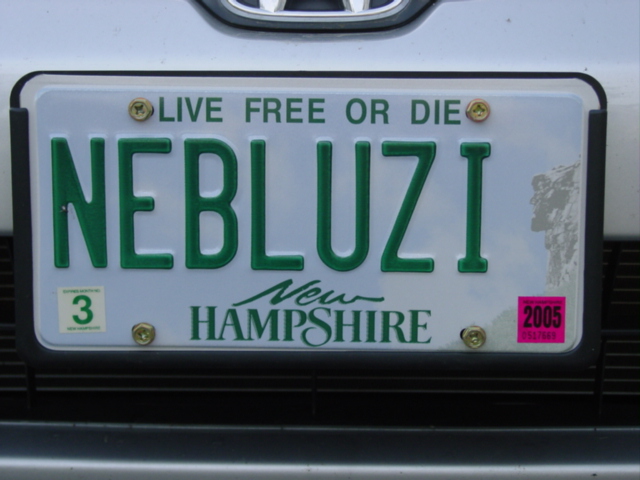 LIVE FREE OR DIE
NEBLUZI
3
New
HAMPSHIRE
2005